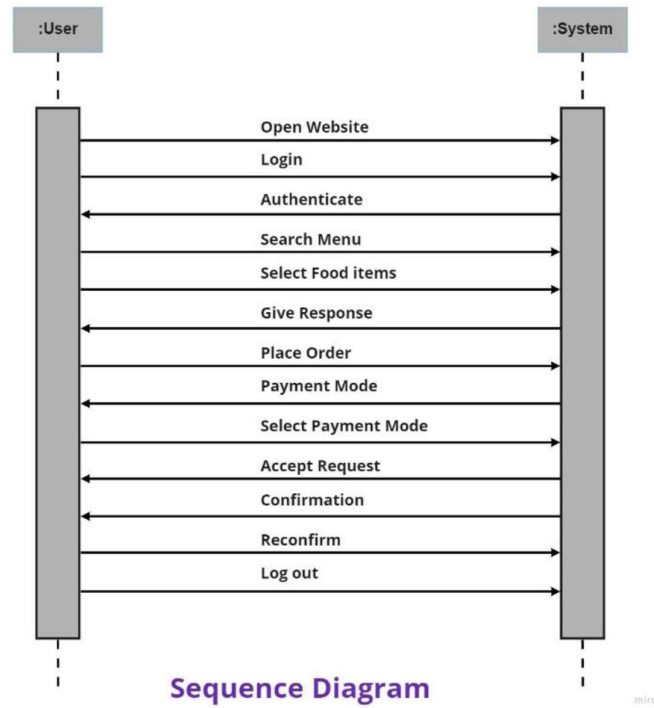 :User
:System
Open Website
Login
Authenticate
Search Menu
Select Food items
Give Response
Place Order
Payment Mode
Select Payment Mode
Accept Request
Confirmation
Reconfirm
Log out
Sequence Diagram